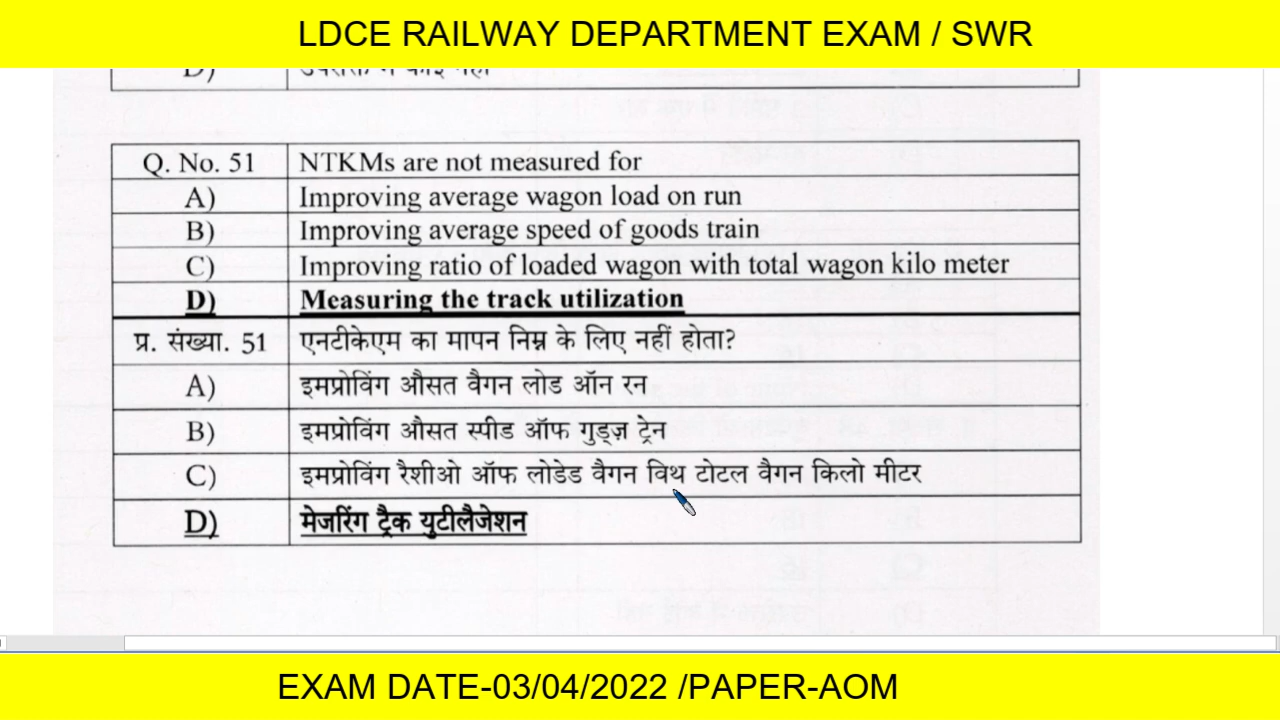 LDCE RAILWAY DEPARTMENT EXAM / SWR
Q. No. 51 NTKMs are not measured for
A) Improving average wagon load on run
B) Improving average speed of goods train
C) Improving ratio of loaded wagon with total wagon kilo meter
D) Measuring the track utilization
प्र. संख्या. 51 एनटीकेएम का मापन निम्न के लिए नहीं होता?
A) इमप्रोविंग औसत वैगन लोड ऑन रन
B) इमप्रोविंग औसत स्पीड ऑफ गुड्ज़ ट्रेन
C) इमप्रोविंग रैशीओ ऑफ लोडेड वैगन विथ टोटल वैगन किलो मीटर
D) मेजरिंग ट्रैक युटीलैजेशन
EXAM DATE-03/04/2022 /PAPER-AOM